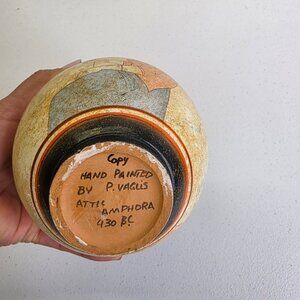 Copy
HAND PAINTED
BY P. VAGLIS
ATTIC
AMPHORA
430 BC